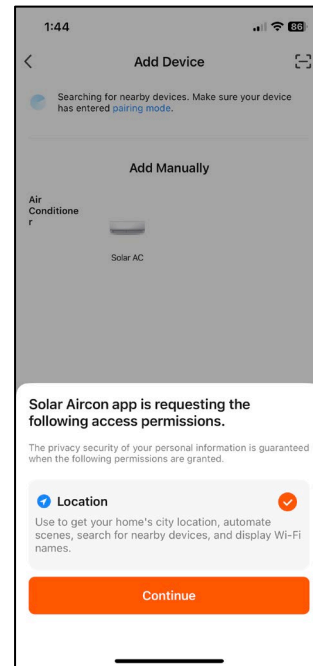 1:44
86
Add Device
Searching for nearby devices. Make sure your device
has entered pairing mode.
Add Manually
Air
Conditione
r
Solar AC
Solar Aircon app is requesting the
following access permissions.
The privacy security of your personal information is guaranteed
when the following permissions are granted.
Location
Use to get your home's city location, automate
scenes, search for nearby devices, and display Wi-Fi
names.
Continue